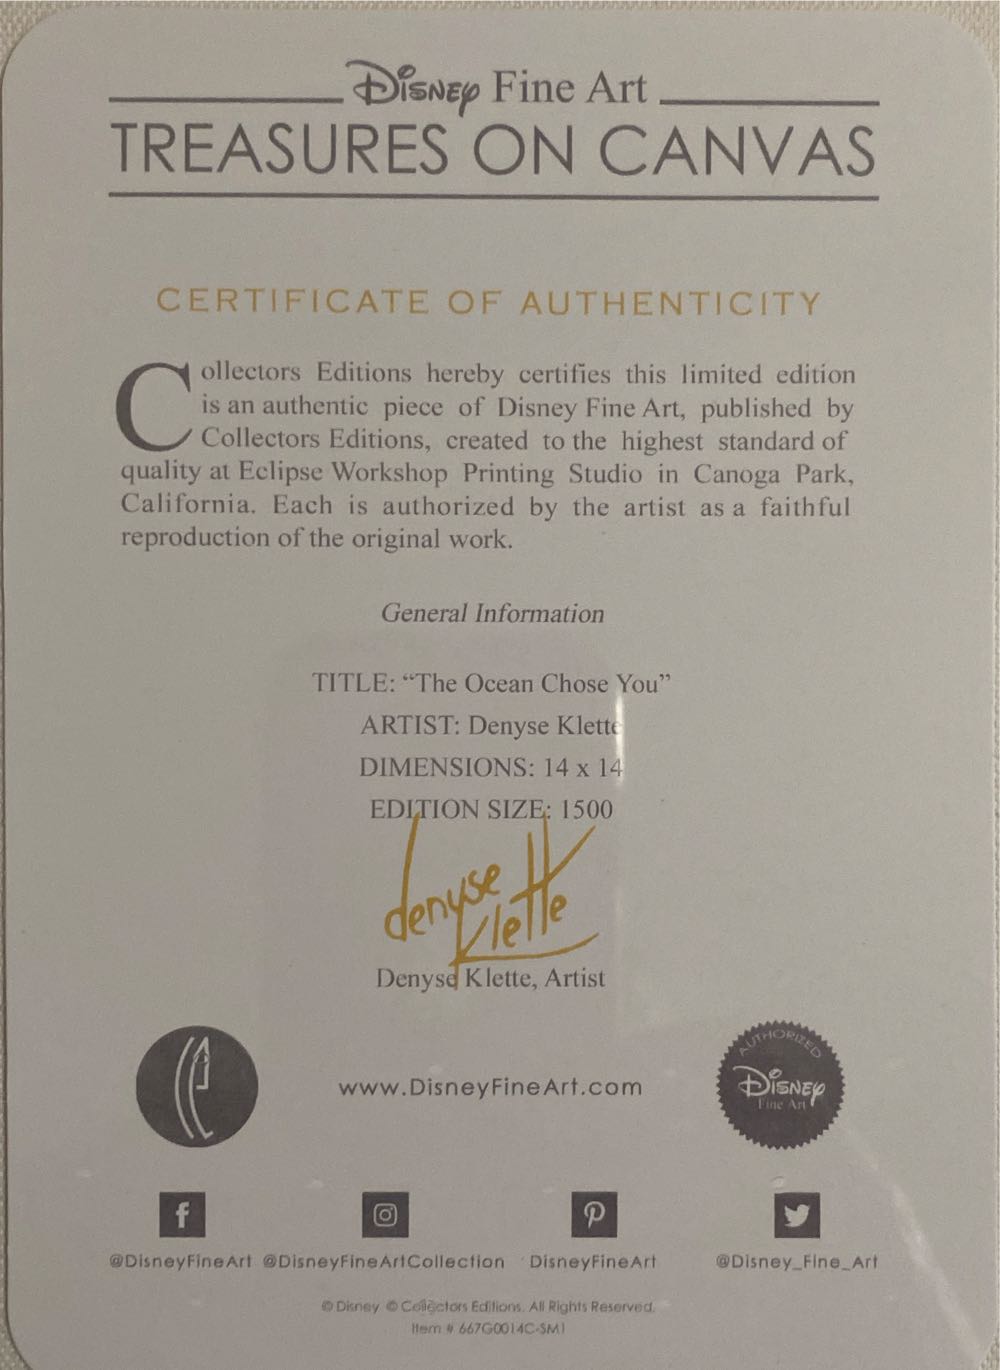 Disney Fine Art
TREASURES ON CANVAS
CERTIFICATE OF AUTHENTICITY
Collectors Editions hereby certifies this limited edition
is an authentic piece of Disney Fine Art, published by
Collectors Editions, created to the highest standard of
quality at Eclipse Workshop Printing Studio in Canoga Park,
California. Each is authorized by the artist as a faithful
reproduction of the original work.
General Information
TITLE: “The Ocean Chose You”
ARTIST: Denyse Klette
DIMENSIONS: 14 x 14
EDITION SIZE: 1500
denyse
Klette
Denyse Klette, Artist
www.DisneyFineArt.com
AUTHORIZED
Disney
Fine Art
@DisneyFineArt @DisneyFineArtCollection DisneyFineArt @Disney_Fine_Art
© Disney © Collectors Editions. All Rights Reserved.
Item # 667G0014C-SM1